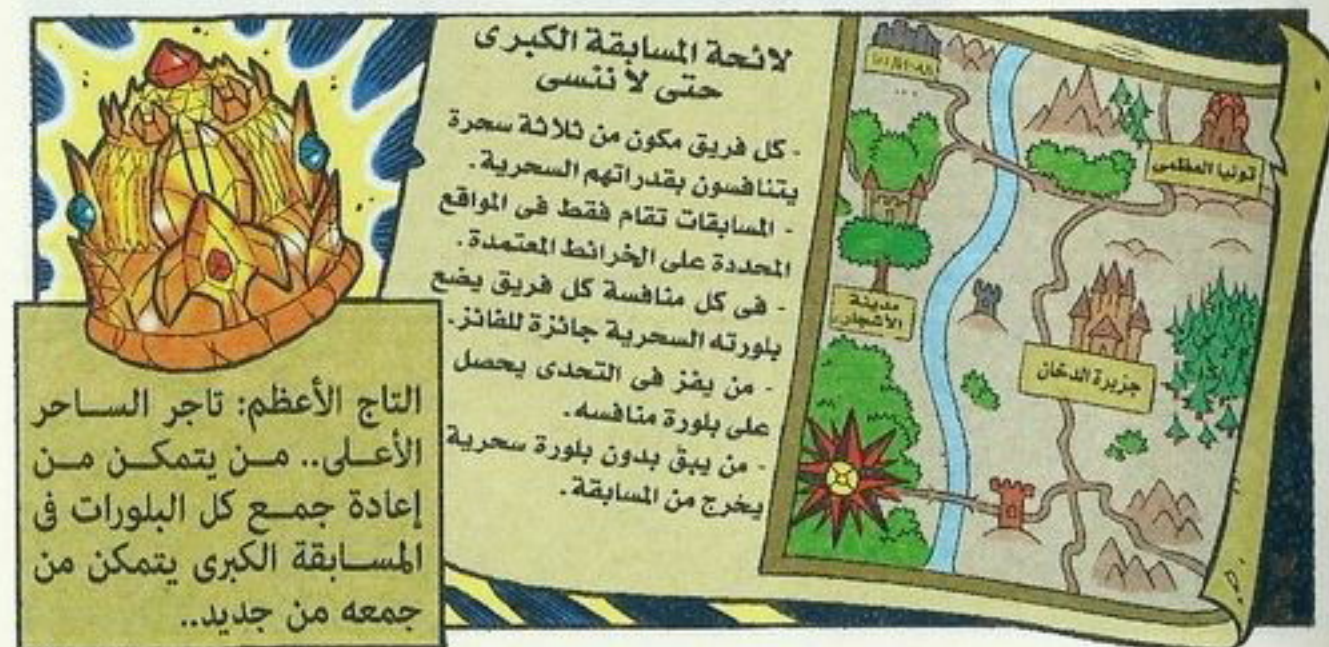 لائحة المسابقة الكبرى
حتى لا ننسى
- كل فريق مكون من ثلاثة سحرة
يتنافسون بقدراتهم السحرية.
- المسابقات تقام فقط فى المواقع
المحددة على الخرائط المعتمدة.
- فى كل منافسة كل فريق يضع
بلورته السحرية جائزة للفائز.
- من يفز فى التحدى يحصل
على بلورة منافسه.
- من يبق بدون بلورة سحرية
يخرج من المسابقة.
تونيا العظمى
مدينة
الأشجار
جزيرة الدخان
التاج الأعظم: تاجر الساحر
الأعلى.. من يتمكن من
إعادة جمع كل البلورات فى
المسابقة الكبرى يتمكن من
جمعه من جديد..